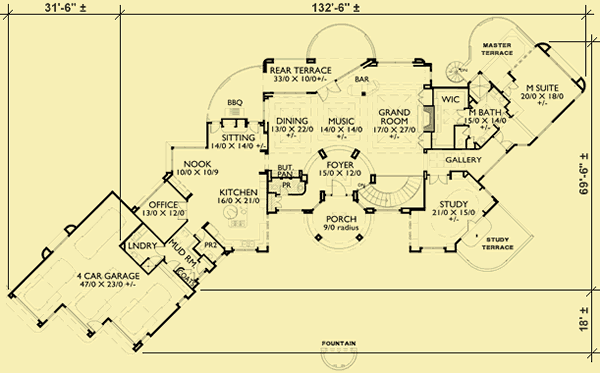 31'-6" ±
132'-6" ±
MASTER
TERRACE
REAR TERRACE
33/0 X 10/0+/-
BAR
M SUITE
20/0 X 18/0
+/-
BBQ
WIC
M BATH
15/0 X 14/0
+/-
DINING
13/0 X 22/0
+/-
MUSIC
14/0 X 14/0
+/-
GRAND
ROOM
17/0 X 27/0
+/-
SITTING
14/0 X 14/0 +/-
GALLERY
NOOK
10/0 X 10/9
BUT.
PAN
FOYER
15/0 X 12/0
PR
69'-6" ±
KITCHEN
16/0 X 21/0
OFFICE
13/0 X 12/0
STUDY
21/0 X 15/0
+/-
PORCH
9/0 radius
STUDY
TERRACE
LNDRY
MUD RM.
PR2
COATS
4 CAR GARAGE
47/0 X 23/0 +/-
18' ±
FOUNTAIN